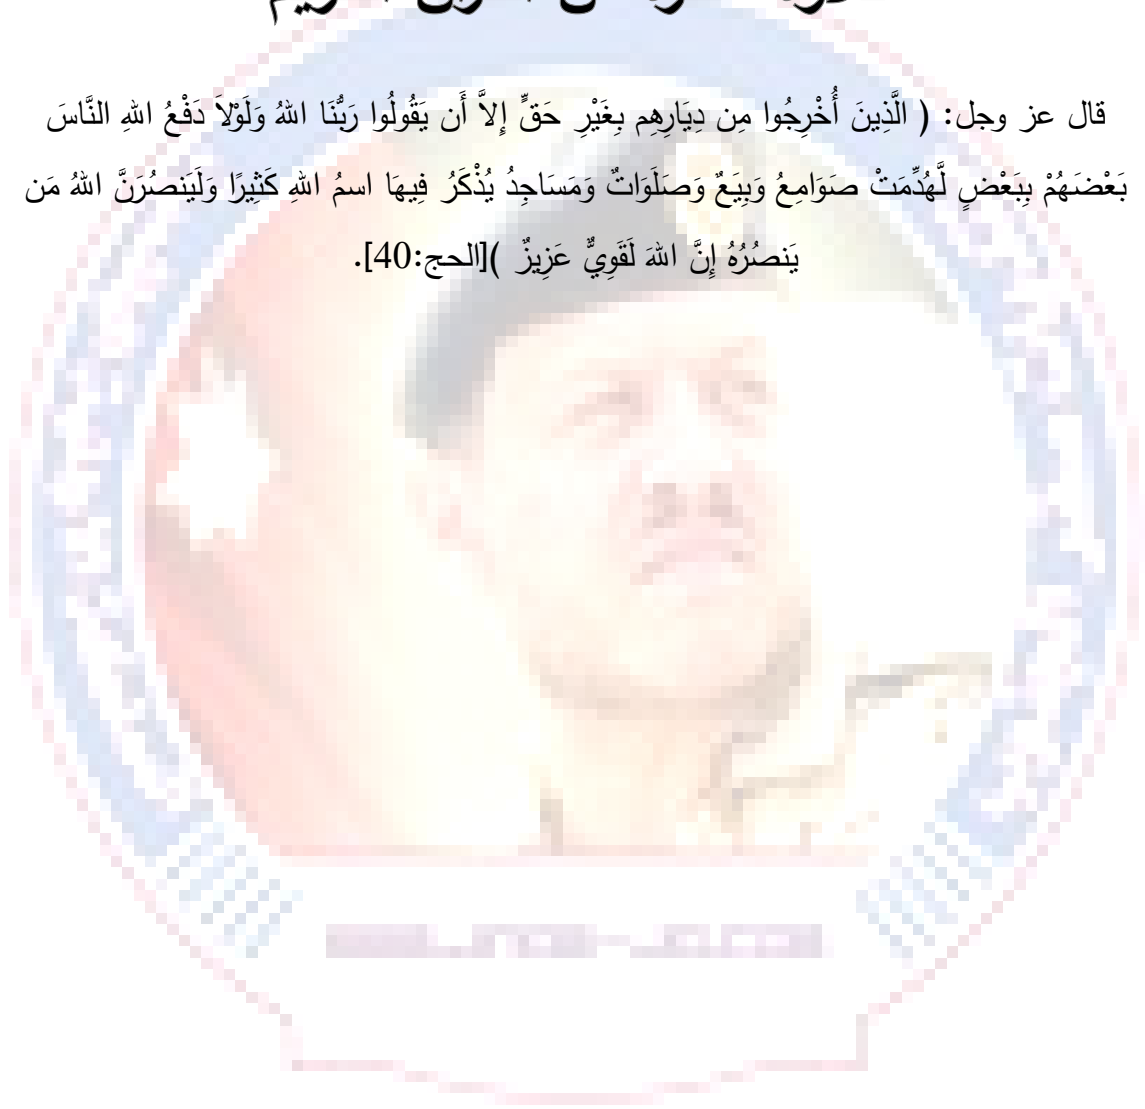 قال عز وجل: ( الَّذِينَ أُخْرِجُوا مِن دِيَارِهِم بِغَيْرِ حَقٍّ إِلاَّ أَن يَقُولُوا رَبُّنَا اللهُ وَلَوْلاَ دَفْعُ اللهِ النَّاسَ
بَعْضَهُمْ بِبَعْضٍ لَّهُدِّمَتْ صَوَامِعُ وَبِيَعٌ وَصَلَوَاتٌ وَمَسَاجِدُ يُذْكَرُ فِيهَا اسمُ اللهِ كَثِيرًا وَلَيَنصُرَنَّ اللهُ مَن
يَنصُرُهُ إِنَّ اللهَ لَقَوِيٌّ عَزِيزٌ )[الحج:40].